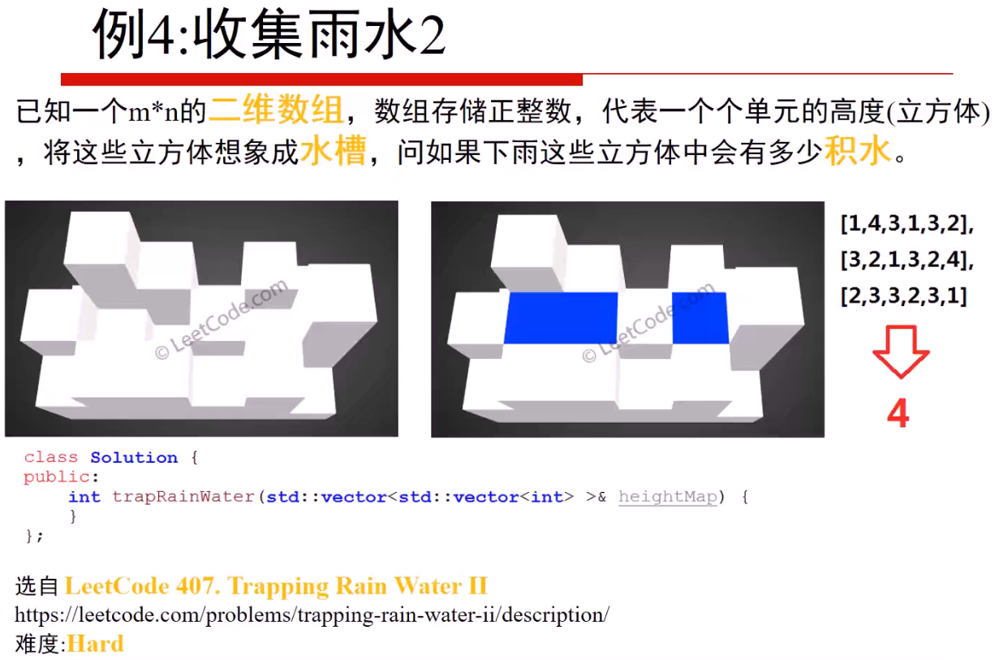 例4:收集雨水2
已知一个m*n的二维数组，数组存储正整数，代表一个个单元的高度(立方体)
，将这些立方体想象成水槽，问如果下雨这些立方体中会有多少积水。
© LeetCode.com
© LeetCode.com
[1,4,3,1,3,2],
[3,2,1,3,2,4],
[2,3,3,2,3,1]
4
class Solution {
public:
int trapRainWater(std::vector<std::vector<int> >& heightMap) {
}
};
选自 LeetCode 407. Trapping Rain Water II
https://leetcode.com/problems/trapping-rain-water-ii/description/
难度:Hard